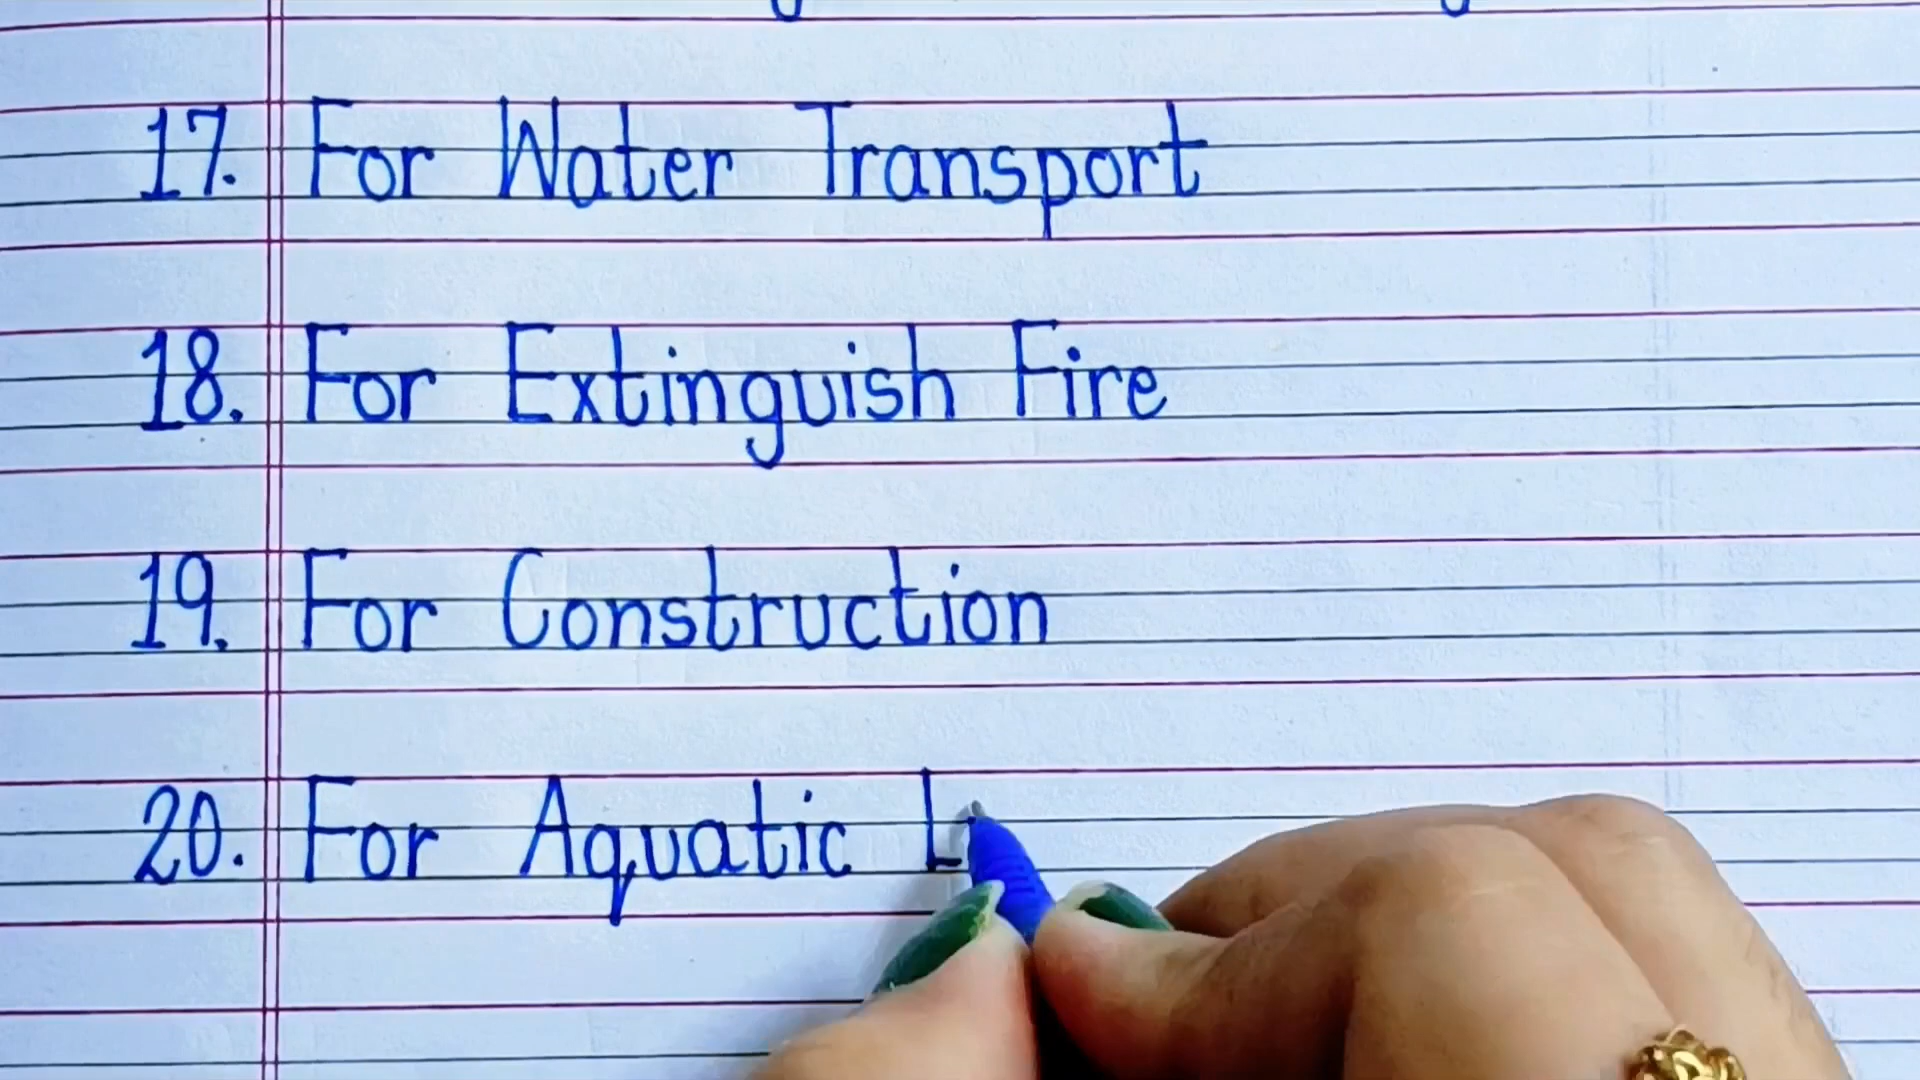 17. For Water Transport
18. For Extinguish Fire
19. For Construction
20. For Aquatic L